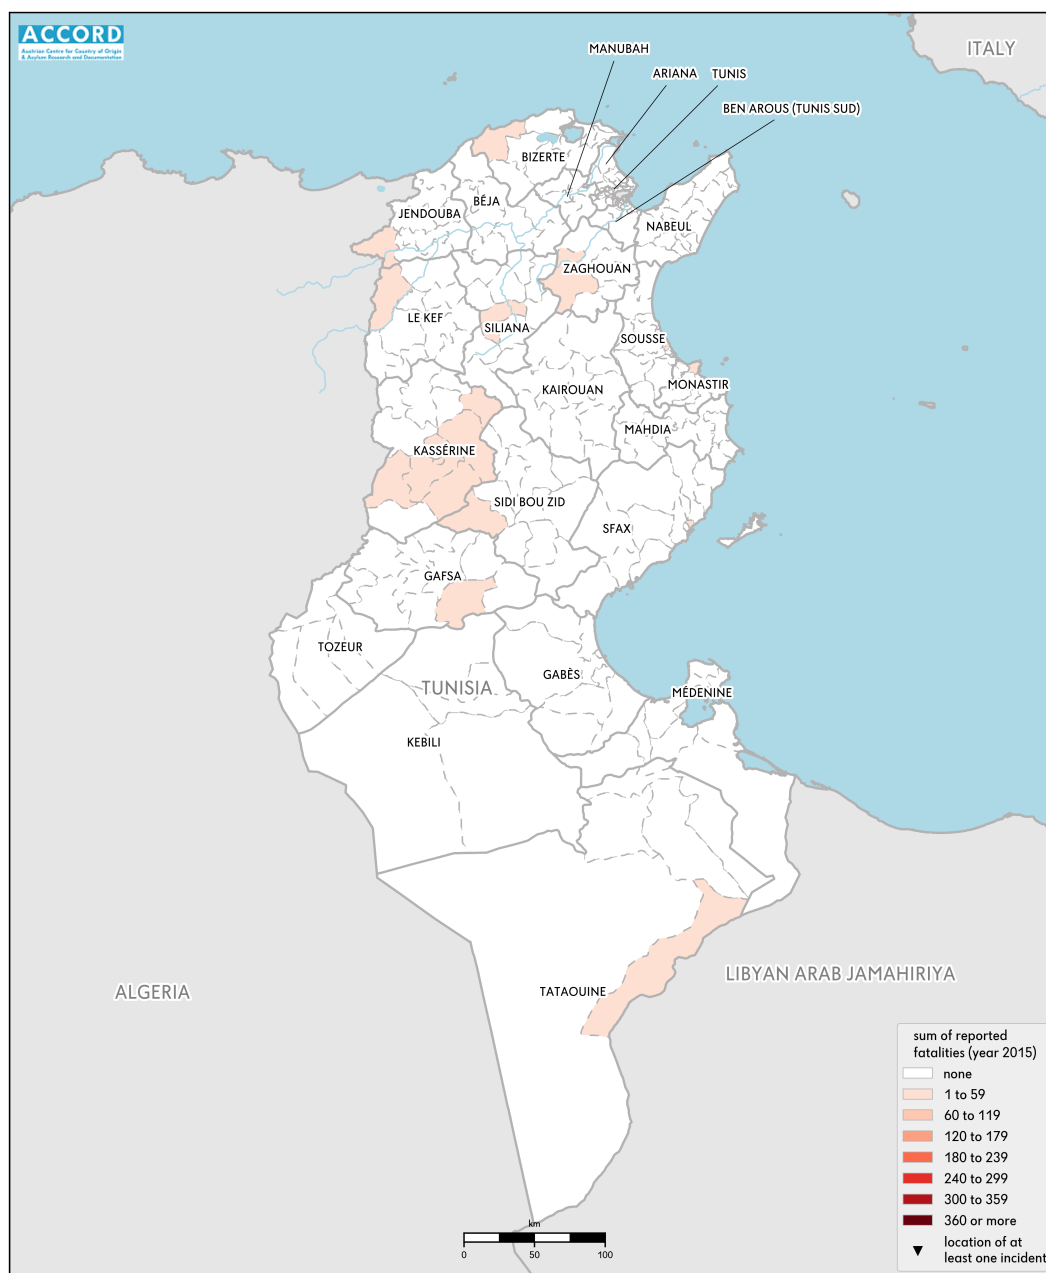 ACCORD
Austrian Centre for Country of Origin
& Asylum Research and Documentation
ITALY
MANUBAH
ARIANA
TUNIS
BEN AROUS (TUNIS SUD)
BIZERTE
BÉJA
JENDOUBA
NABEUL
ZAGHOUAN
LE KEF
SILIANA
SOUSSE
MONASTIR
KAIROUAN
MAHDIA
KASSÉRINE
SIDI BOU ZID
SFAX
GAFSA
TOZEUR
GABÈS
TUNISIA
MÉDENINE
KEBILI
LIBYAN ARAB JAMAHIRIYA
ALGERIA
TATAOUINE
sum of reported
fatalities (year 2015)
none
1 to 59
60 to 119
120 to 179
180 to 239
240 to 299
300 to 359
360 or more
location of at
least one incident
km
0 50 100